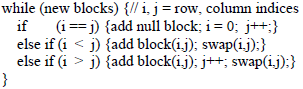 while (new blocks) {// i, j = row, column indices
if (i == j) {add null block; i = 0; j++;}
else if (i < j) {add block(i,j); swap(i,j);}
else if (i > j) {add block(i,j); j++; swap(i,j);}
}